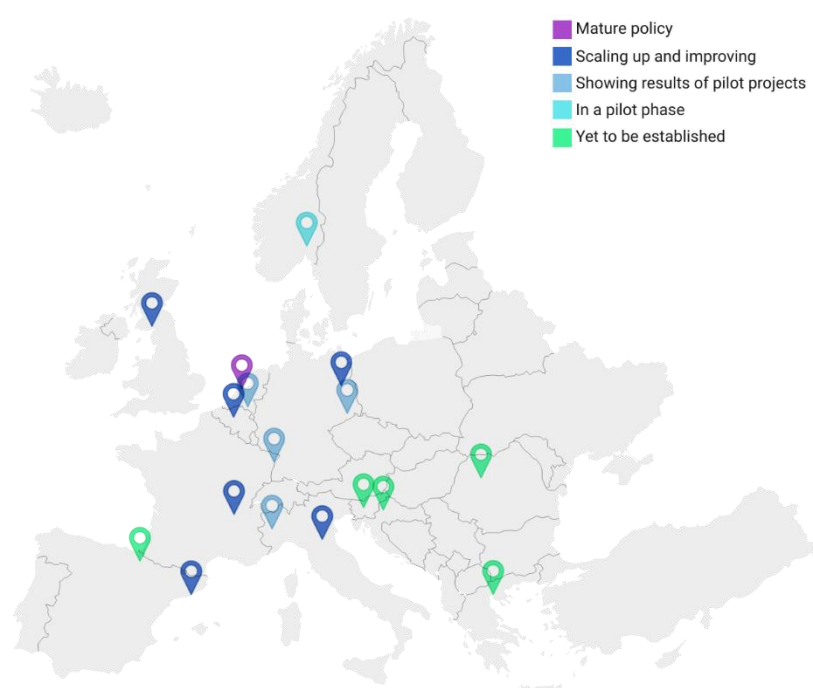 Mature policy
Scaling up and improving
Showing results of pilot projects
In a pilot phase
Yet to be established